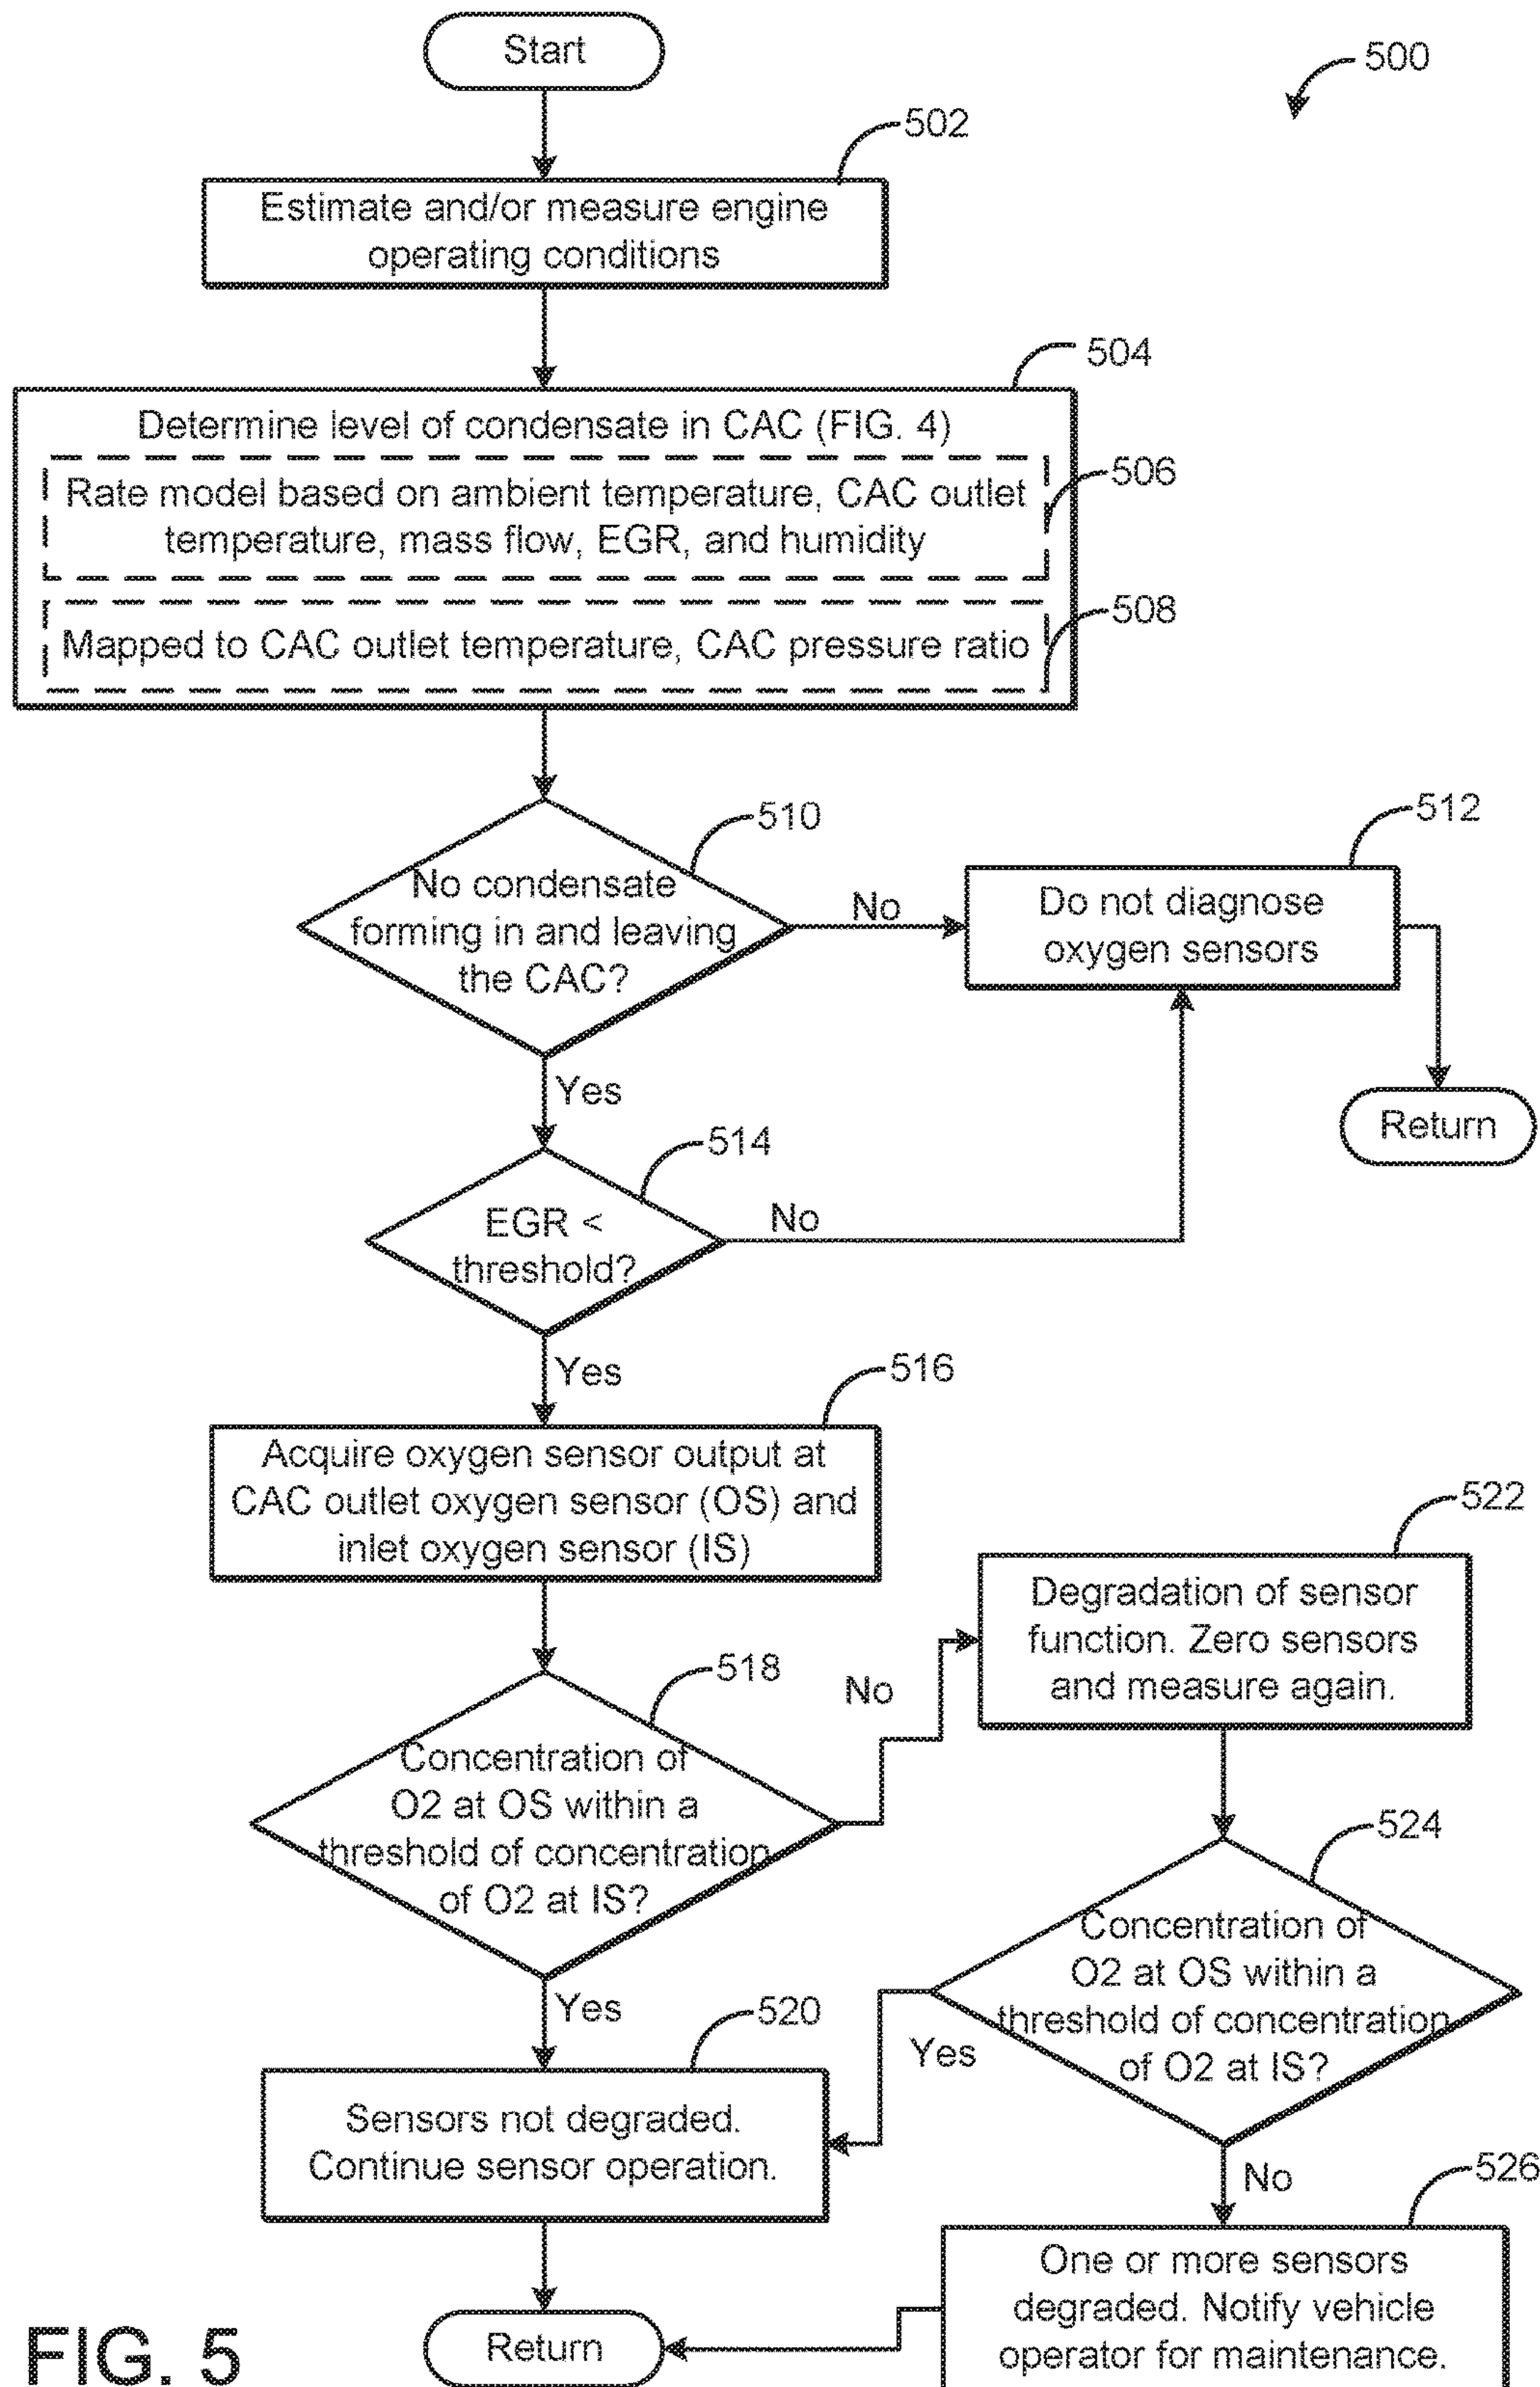 Start
500
502
Estimate and/or measure engine
operating conditions
504
Determine level of condensate in CAC (FIG. 4)
506
Rate model based on ambient temperature, CAC outlet
temperature, mass flow, EGR, and humidity
508
Mapped to CAC outlet temperature, CAC pressure ratio
510
No condensate
forming in and leaving
the CAC?
No
512
Do not diagnose
oxygen sensors
Return
Yes
514
EGR <
threshold?
No
Yes
516
Acquire oxygen sensor output at
CAC outlet oxygen sensor (OS) and
inlet oxygen sensor (IS)
518
Concentration of
O2 at OS within a
threshold of concentration
of O2 at IS?
No
522
Degradation of sensor
function. Zero sensors
and measure again.
524
Concentration of
O2 at OS within a
threshold of concentration
of O2 at IS?
Yes
Yes
520
Sensors not degraded.
Continue sensor operation.
No
526
One or more sensors
degraded. Notify vehicle
operator for maintenance.
Return
FIG. 5